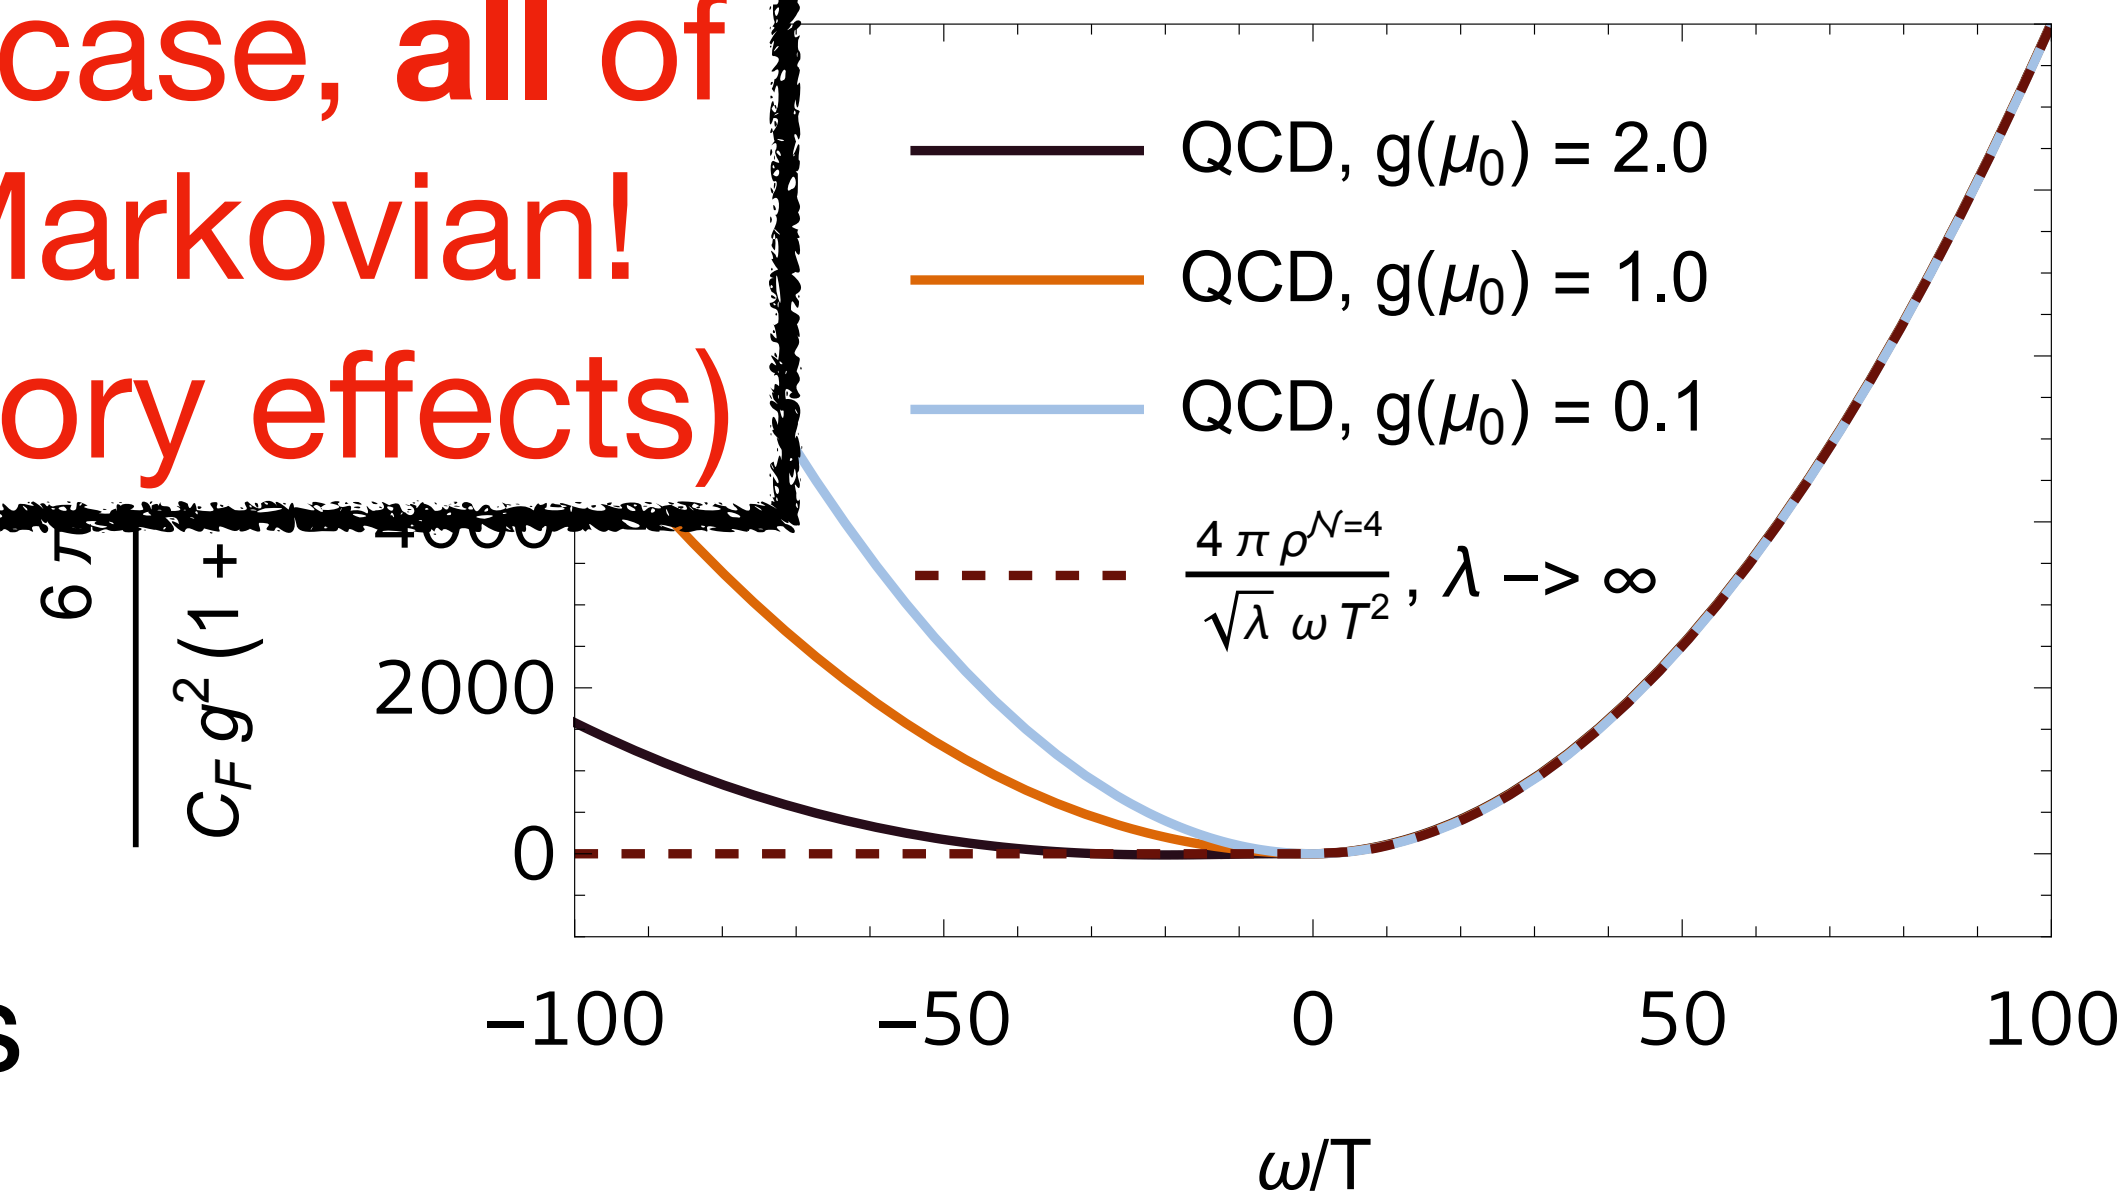 case, all of
Markovian!
ory effects)
QCD, g(μ₀) = 2.0
QCD, g(μ₀) = 1.0
QCD, g(μ₀) = 0.1
4 π ρ^𝒩=4
√λ ω T² , λ –> ∞
6 π
C_F g² (1 +
4000
2000
0
–100 –50 0 50 100
ω/T
s